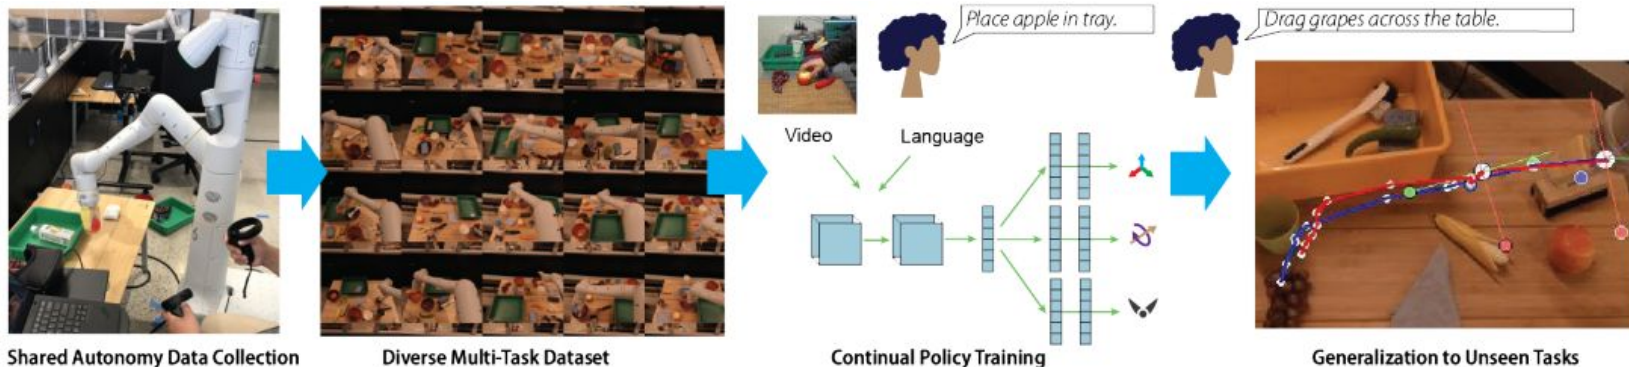 Place apple in tray.
Drag grapes across the table.
Video
Language
Shared Autonomy Data Collection
Diverse Multi-Task Dataset
Continual Policy Training
Generalization to Unseen Tasks